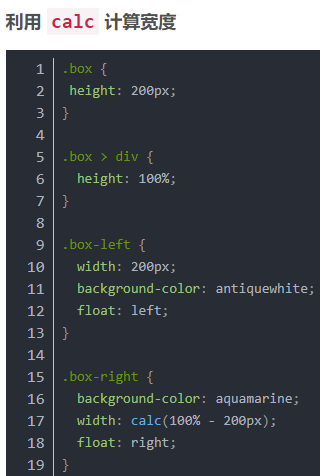 利用 calc 计算宽度
1 .box {
2  height: 200px;
3 }
4
5 .box > div {
6   height: 100%;
7 }
8
9 .box-left {
10   width: 200px;
11   background-color: antiquewhite;
12   float: left;
13 }
14
15 .box-right {
16   background-color: aquamarine;
17   width: calc(100% - 200px);
18   float: right;
19 }